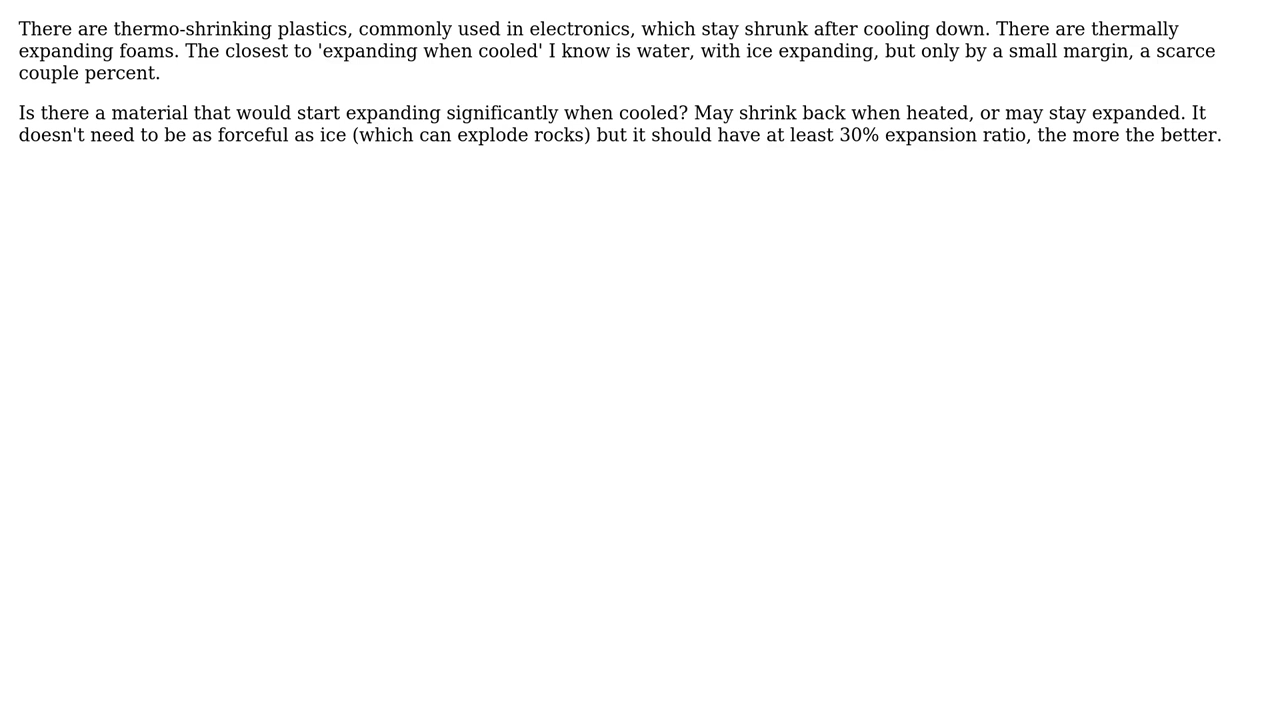 There are thermo-shrinking plastics, commonly used in electronics, which stay shrunk after cooling down. There are thermally
expanding foams. The closest to 'expanding when cooled' I know is water, with ice expanding, but only by a small margin, a scarce
couple percent.
Is there a material that would start expanding significantly when cooled? May shrink back when heated, or may stay expanded. It
doesn't need to be as forceful as ice (which can explode rocks) but it should have at least 30% expansion ratio, the more the better.